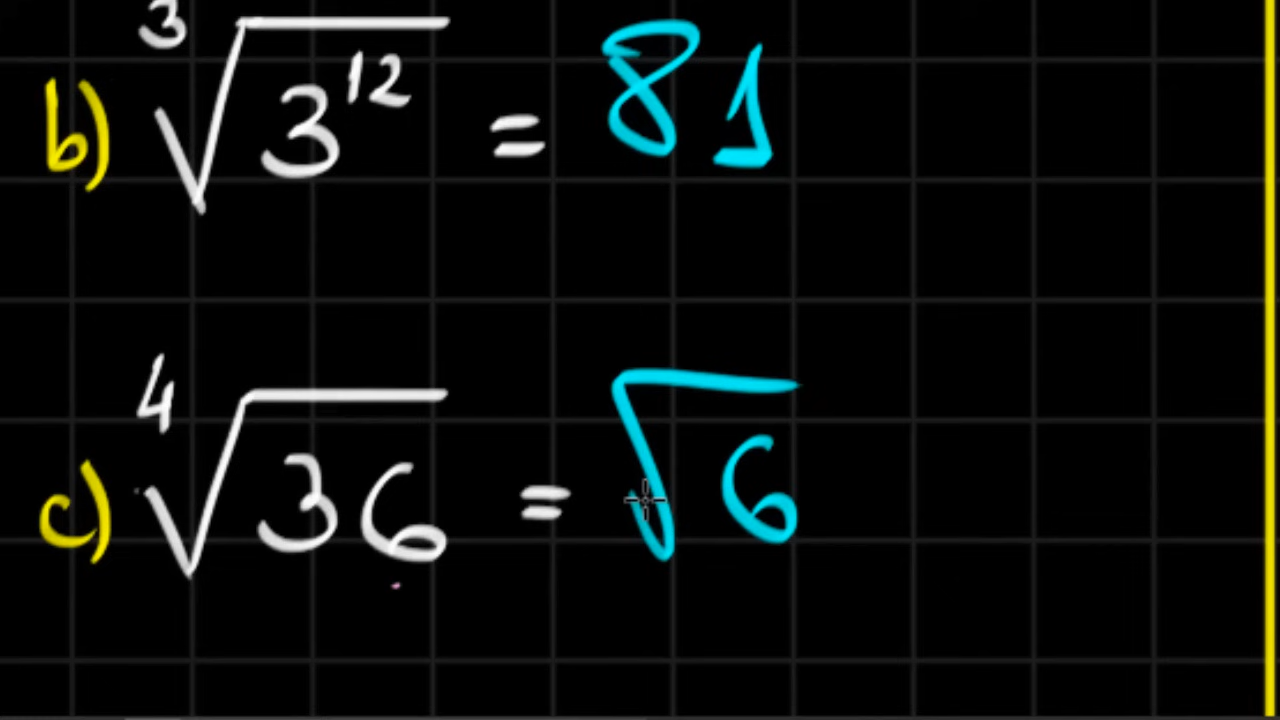 b) ∛3¹² = 81
c) ∜36 = √6